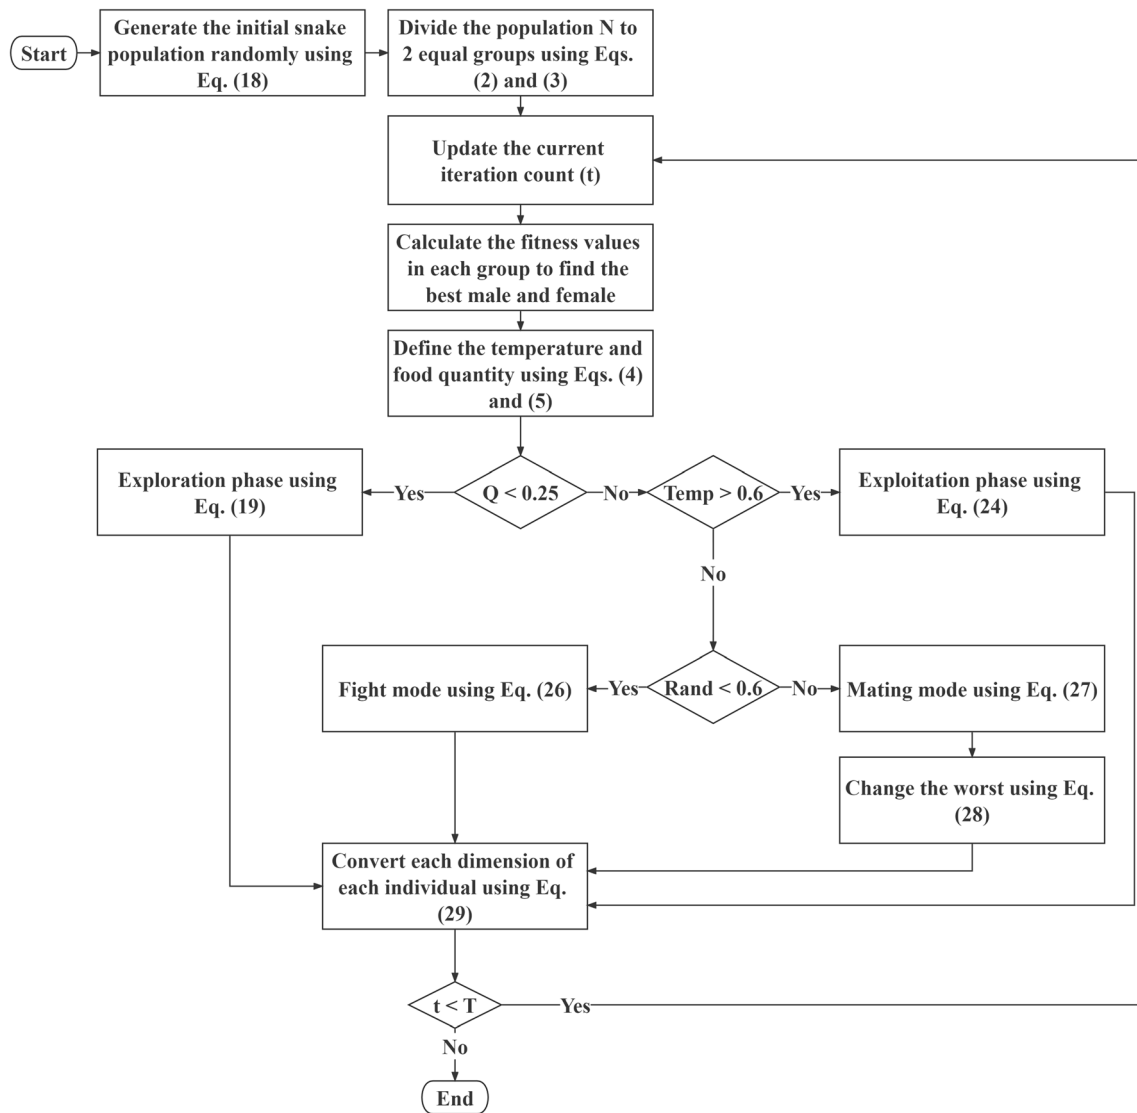 Start
Generate the initial snake
population randomly using
Eq. (18)
Divide the population N to
2 equal groups using Eqs.
(2) and (3)
Update the current
iteration count (t)
Calculate the fitness values
in each group to find the
best male and female
Define the temperature and
food quantity using Eqs. (4)
and (5)
Exploration phase using
Eq. (19)
Yes
Q < 0.25
No
Temp > 0.6
Yes
Exploitation phase using
Eq. (24)
No
Fight mode using Eq. (26)
Yes
Rand < 0.6
No
Mating mode using Eq. (27)
Change the worst using Eq.
(28)
Convert each dimension of
each individual using Eq.
(29)
t < T
Yes
No
End